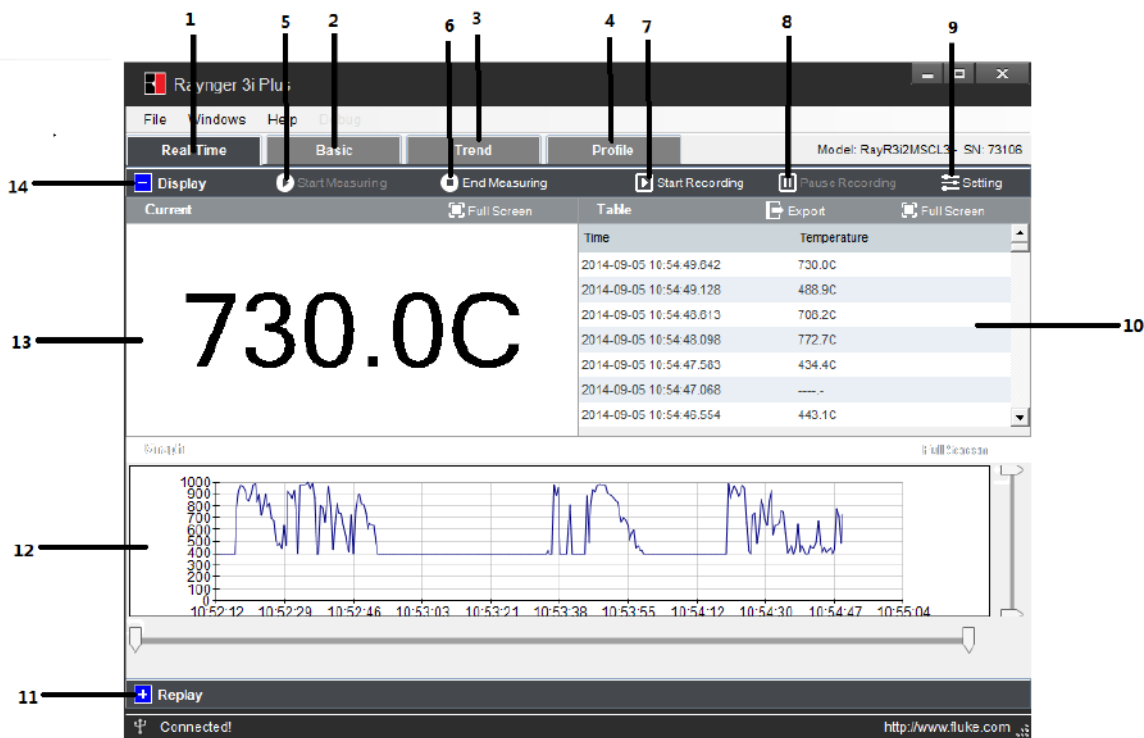 1 5 2 6 3 4 7 8 9
Raynger 3i Plus
File Windows Help Debug
Real Time Basic Trend Profile Model: RayR3i2MSCL3 - SN: 73106
14 Display Start Measuring End Measuring Start Recording Pause Recording Setting
Current Full Screen Table Export Full Screen
Time Temperature
2014-09-05 10:54:49.642 730.0C
2014-09-05 10:54:49.128 488.9C
2014-09-05 10:54:48.613 708.2C
10
2014-09-05 10:54:48.098 772.7C
13 730.0C
2014-09-05 10:54:47.583 434.4C
2014-09-05 10:54:47.068 ----.-
2014-09-05 10:54:46.554 443.1C
Graph Full Screen
1000
900
800
700
600
500
12 400
300
200
100
0
10:52:12 10:52:29 10:52:46 10:53:03 10:53:21 10:53:38 10:53:55 10:54:12 10:54:30 10:54:47 10:55:04
11 Replay
Connected! http://www.fluke.com